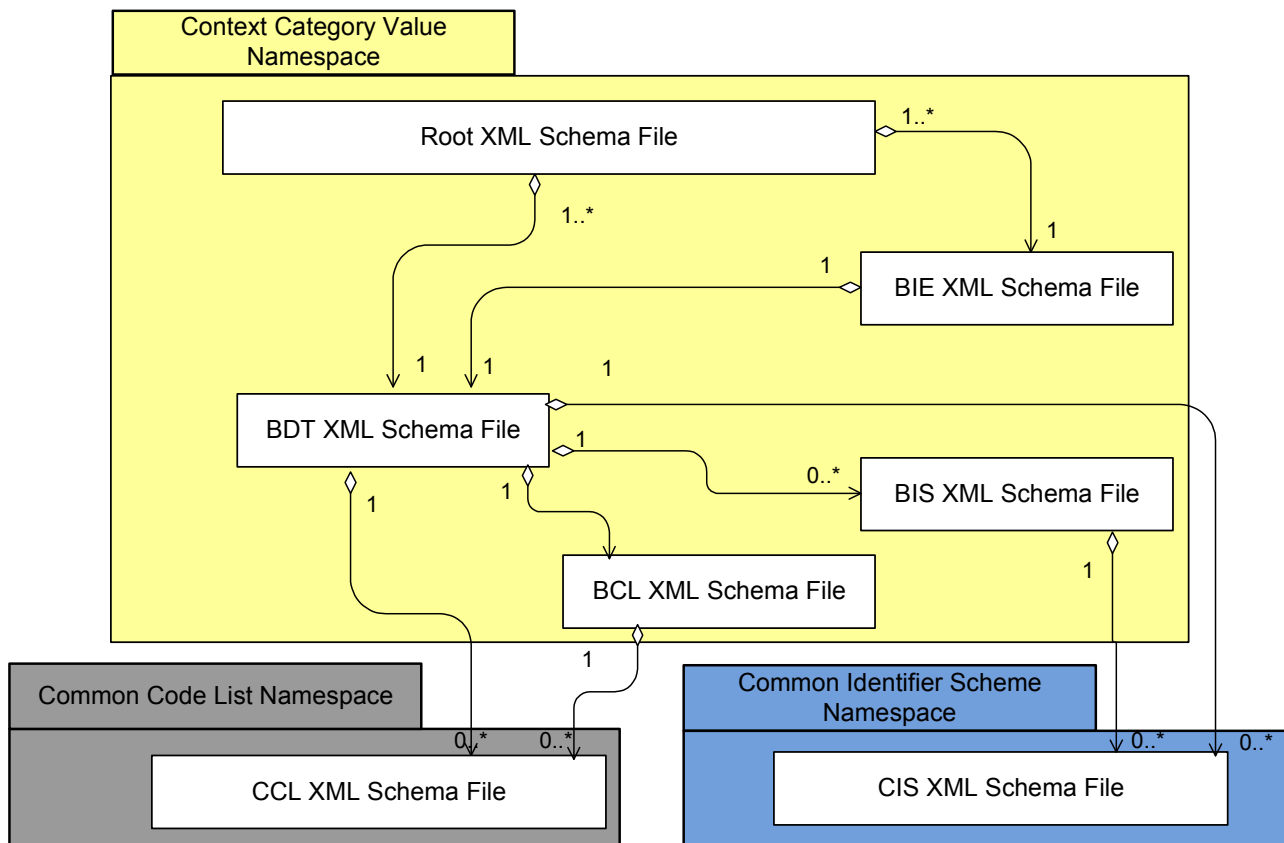 Context Category Value
Namespace
Root XML Schema File
1..*
1..*
1
BIE XML Schema File
1
1
1
1
BDT XML Schema File
1
0..*
BIS XML Schema File
1
1
1
BCL XML Schema File
1
Common Code List Namespace
Common Identifier Scheme
Namespace
0..*
0..*
0..*
0..*
CCL XML Schema File
CIS XML Schema File